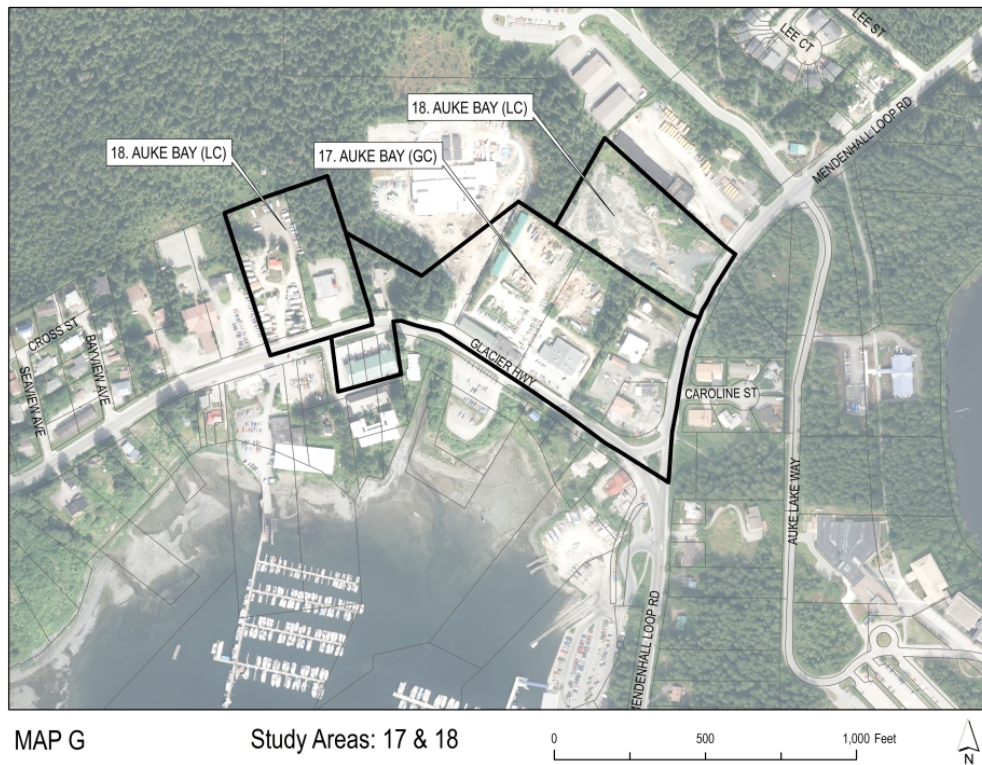 LEE ST
LEE CT
18. AUKE BAY (LC)
MENDENHALL LOOP RD
18. AUKE BAY (LC)
17. AUKE BAY (GC)
CROSS ST
BAYVIEW AVE
SEAVIEW AVE
GLACIER HWY
CAROLINE ST
AUKE LAKE WAY
MENDENHALL LOOP RD
MAP G
Study Areas: 17 & 18
0 500 1,000 Feet
N